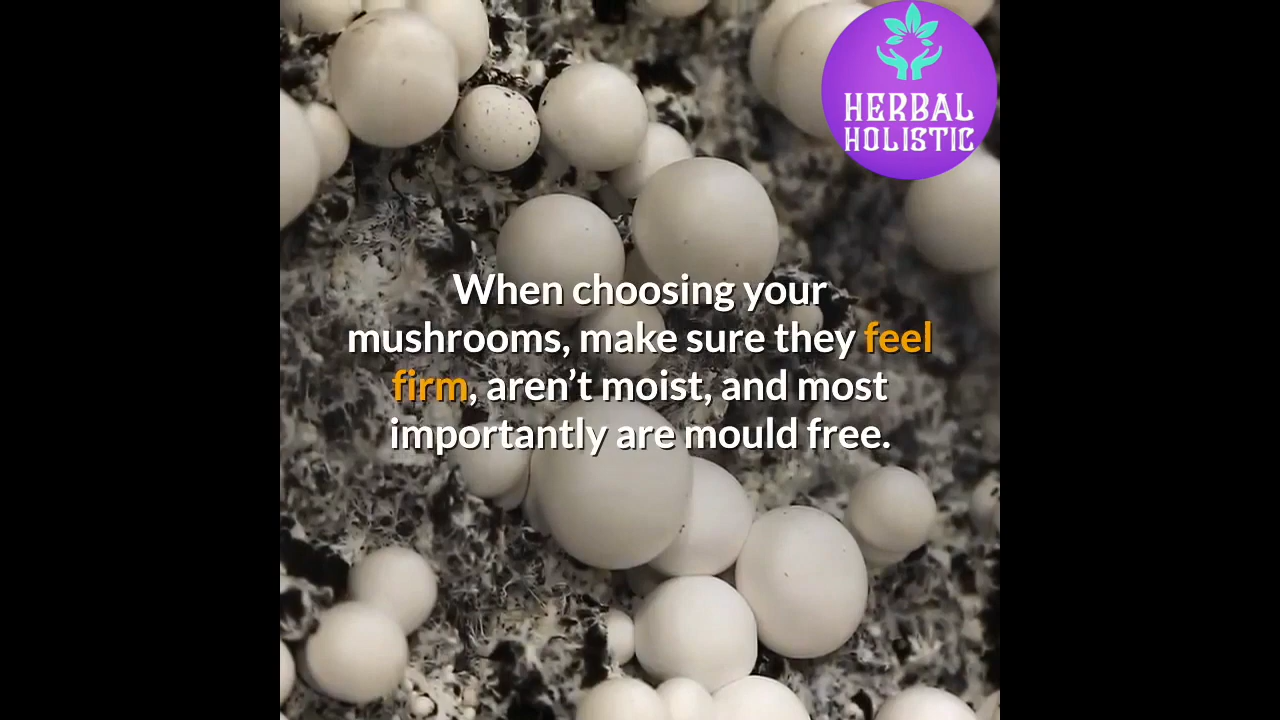 HERBAL
HOLISTIC
When choosing your
mushrooms, make sure they feel
firm, aren’t moist, and most
importantly are mould free.